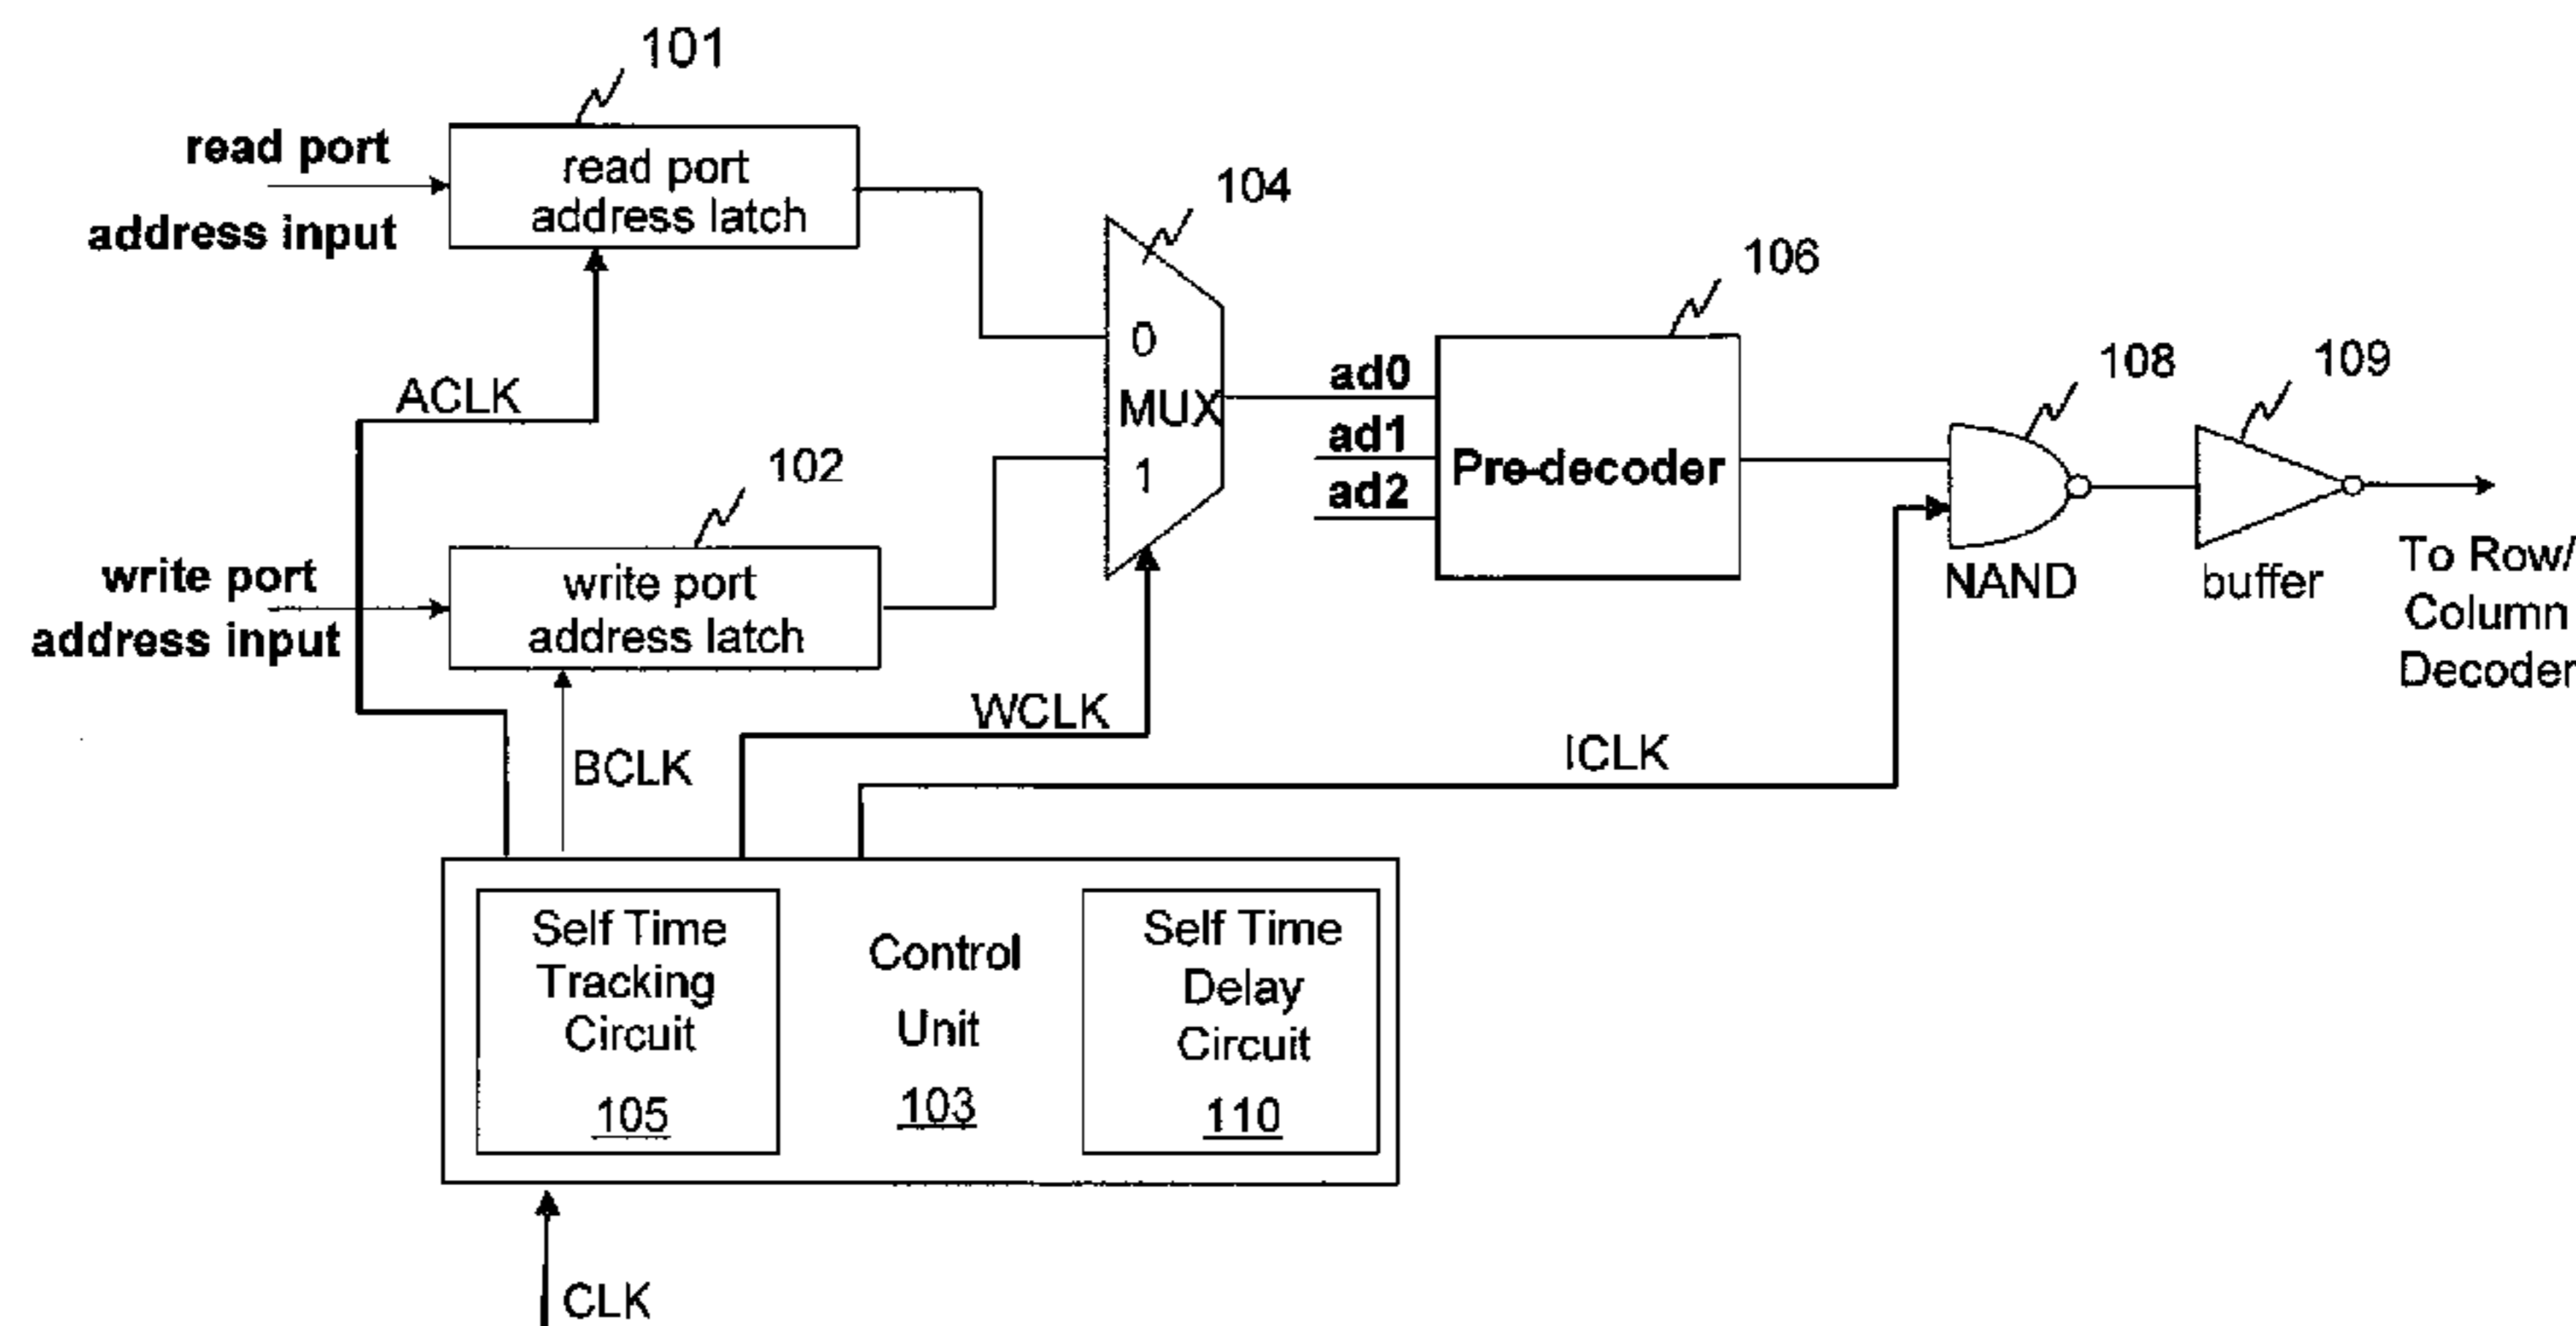 101
read port
address input
read port
address latch
104
0
MUX
1
106
ad0
ad1
ad2
Pre-decoder
108
109
NAND
buffer
To Row/
Column
Decoder
ACLK
102
write port
address input
write port
address latch
BCLK
WCLK
ICLK
Self Time
Tracking
Circuit
105
Control
Unit
103
Self Time
Delay
Circuit
110
CLK